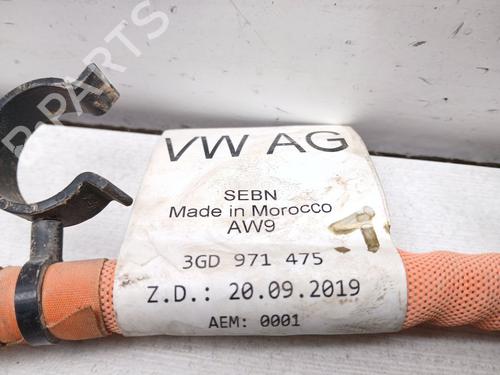 VW AG
SEBN
Made in Morocco
AW9
3GD 971 475
Z.D.: 20.09.2019
AEM: 0001